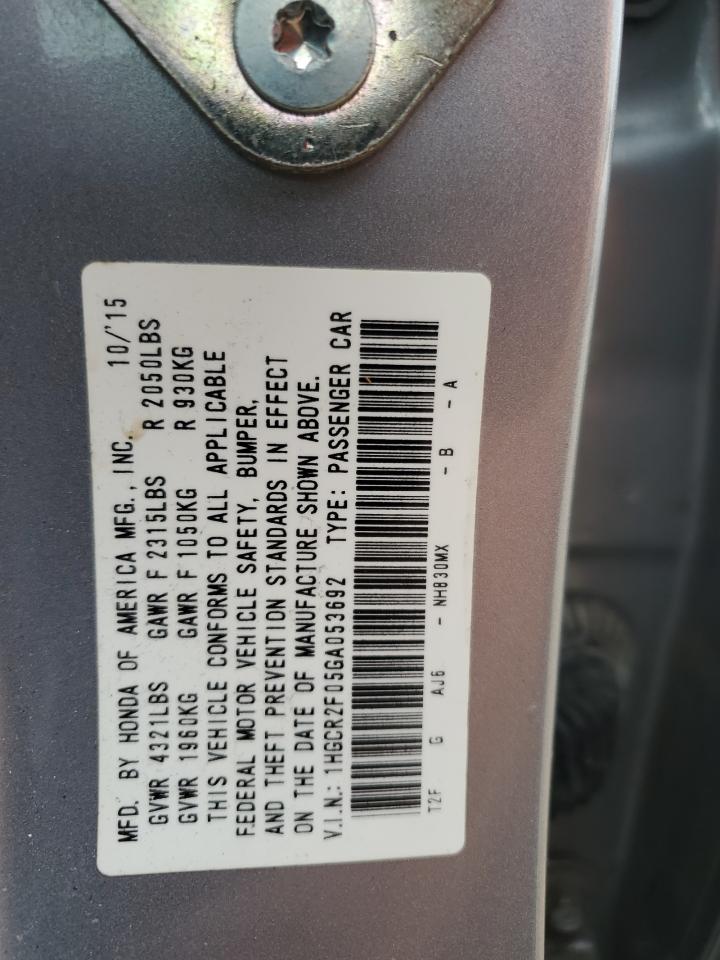 MFD. BY HONDA OF AMERICA MFG., INC. 10/'15
GVWR 4321LBS GAWR F 2315LBS R 2050LBS
GVWR 1960KG GAWR F 1050KG R 930KG
THIS VEHICLE CONFORMS TO ALL APPLICABLE
FEDERAL MOTOR VEHICLE SAFETY, BUMPER,
AND THEFT PREVENTION STANDARDS IN EFFECT
ON THE DATE OF MANUFACTURE SHOWN ABOVE.
V.I.N.: 1HGCR2F05GA053692 TYPE: PASSENGER CAR
T2F G AJ6 - NH830MX - B - A